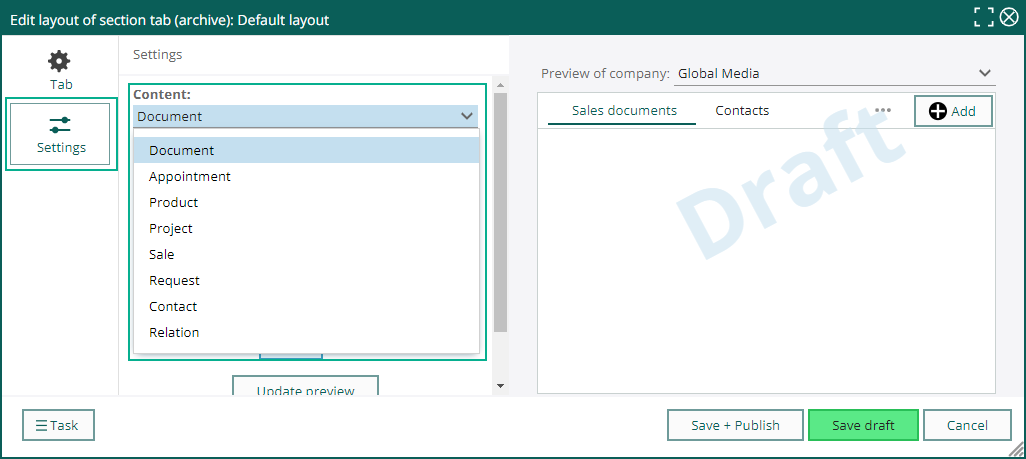 Edit layout of section tab (archive): Default layout
Tab
Settings
Settings
Content:
Document
Document
Appointment
Product
Project
Sale
Request
Contact
Relation
Update preview
Preview of company: Global Media
Sales documents Contacts ••• Add
Draft
Task
Save + Publish Save draft Cancel